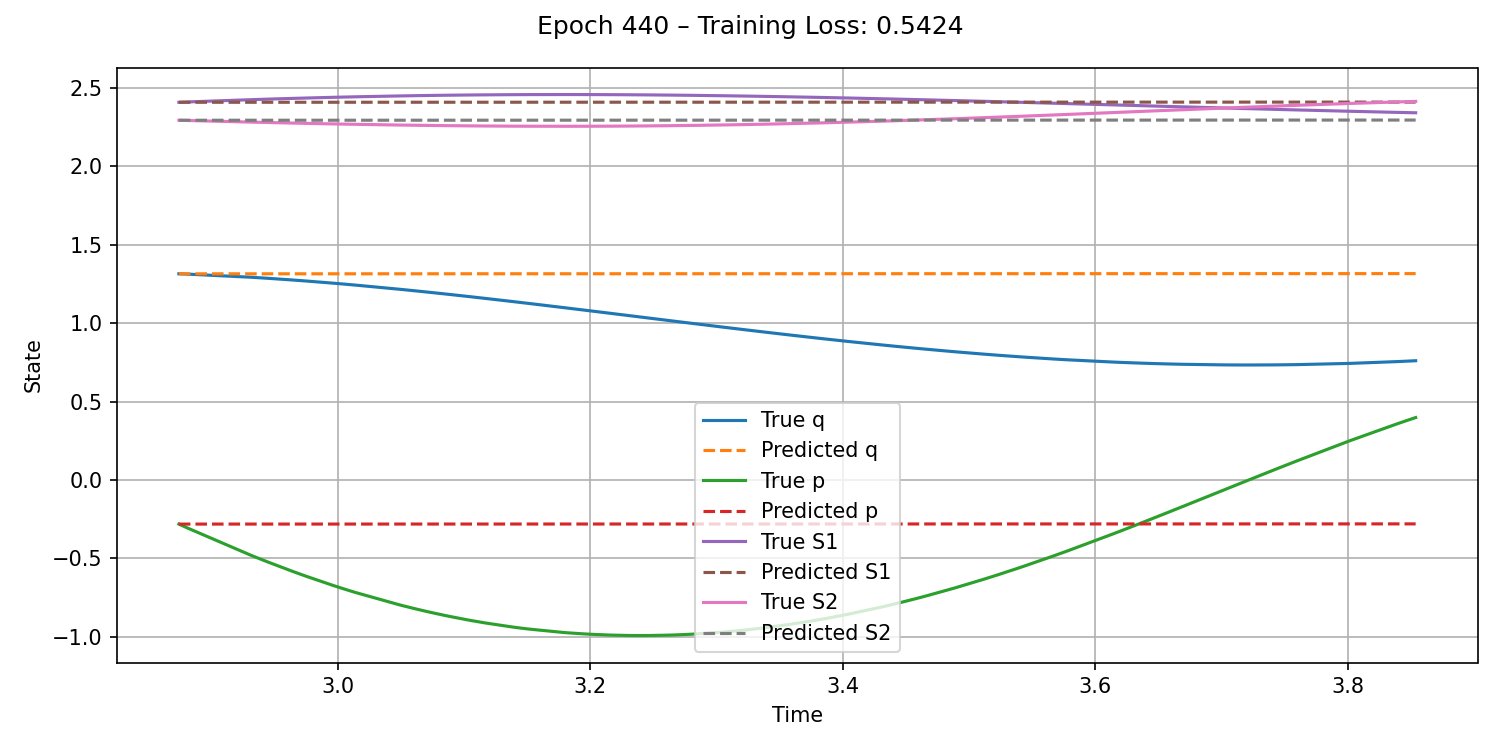 Epoch 440 – Training Loss: 0.5424
2.5
2.0
1.5
1.0
0.5
0.0
−0.5
−1.0
State
True q
Predicted q
True p
Predicted p
True S1
Predicted S1
True S2
Predicted S2
3.0 3.2 3.4 3.6 3.8
Time